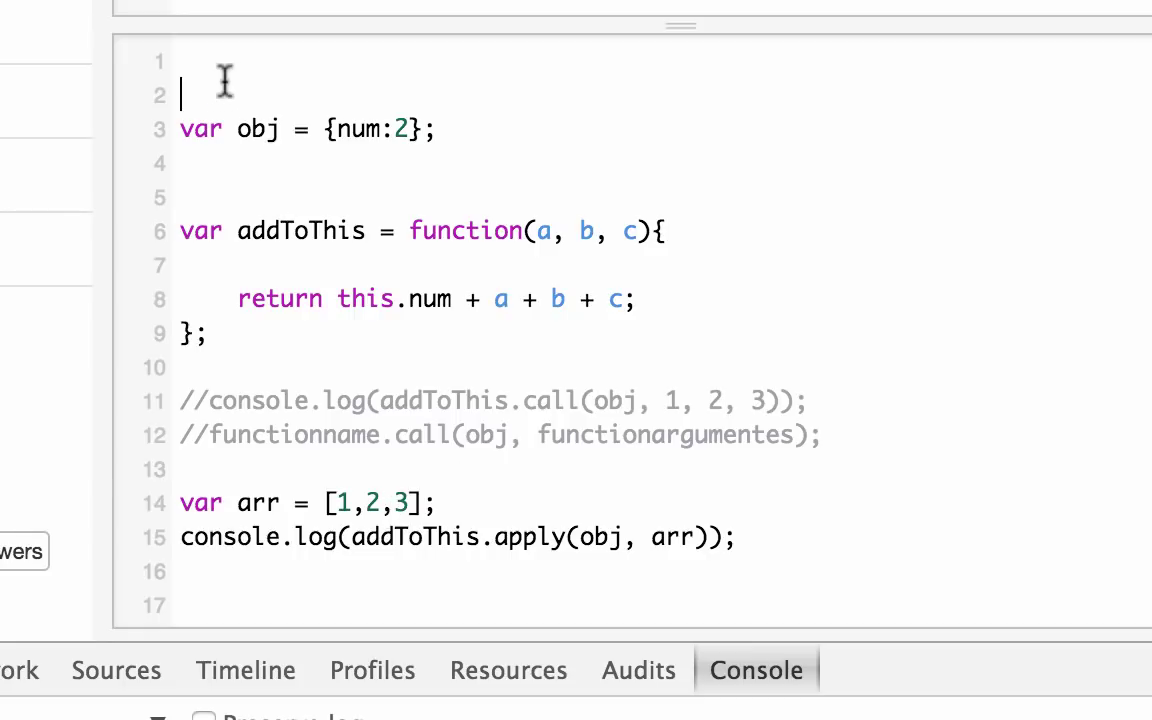 1
2
3 var obj = {num:2};
4
5
6 var addToThis = function(a, b, c){
7
8 return this.num + a + b + c;
9 };
10
11 //console.log(addToThis.call(obj, 1, 2, 3));
12 //functionname.call(obj, functionargumentes);
13
14 var arr = [1,2,3];
15 console.log(addToThis.apply(obj, arr));
16
17
wers
ork Sources Timeline Profiles Resources Audits Console
Preserve log